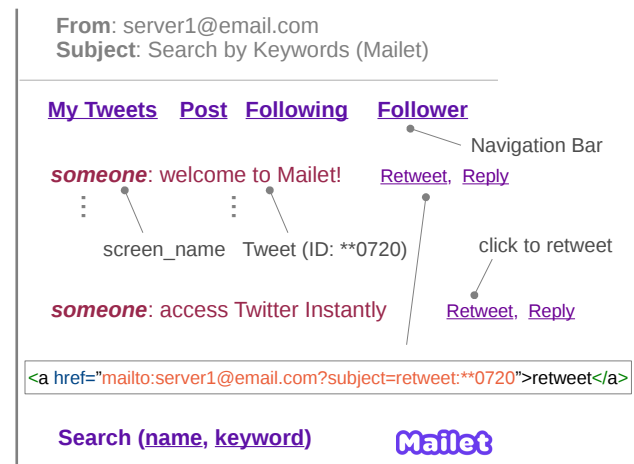 From: server1@email.com
Subject: Search by Keywords (Mailet)
My Tweets Post Following Follower
Navigation Bar
someone: welcome to Mailet! Retweet, Reply
screen_name Tweet (ID: **0720) click to retweet
someone: access Twitter Instantly Retweet, Reply
<a href=”mailto:server1@email.com?subject=retweet:**0720”>retweet</a>
Search (name, keyword) Mailet